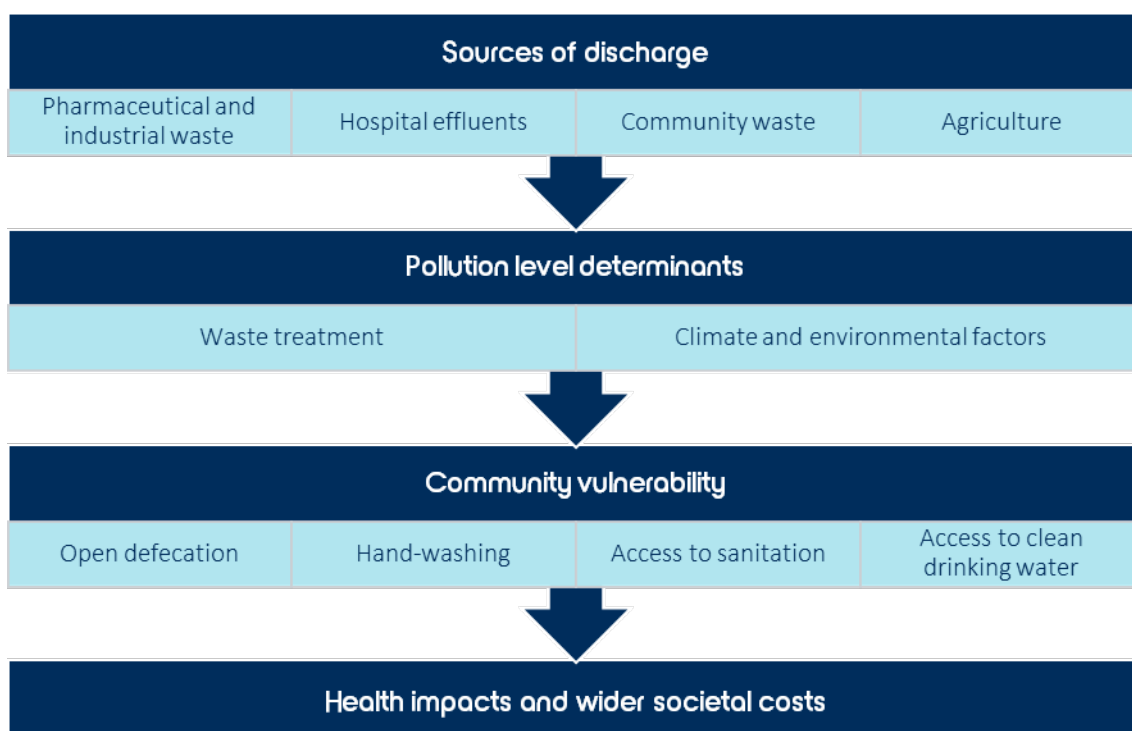 Sources of discharge
Pharmaceutical and
industrial waste
Hospital effluents
Community waste
Agriculture
Pollution level determinants
Waste treatment
Climate and environmental factors
Community vulnerability
Open defecation
Hand-washing
Access to sanitation
Access to clean
drinking water
Health impacts and wider societal costs